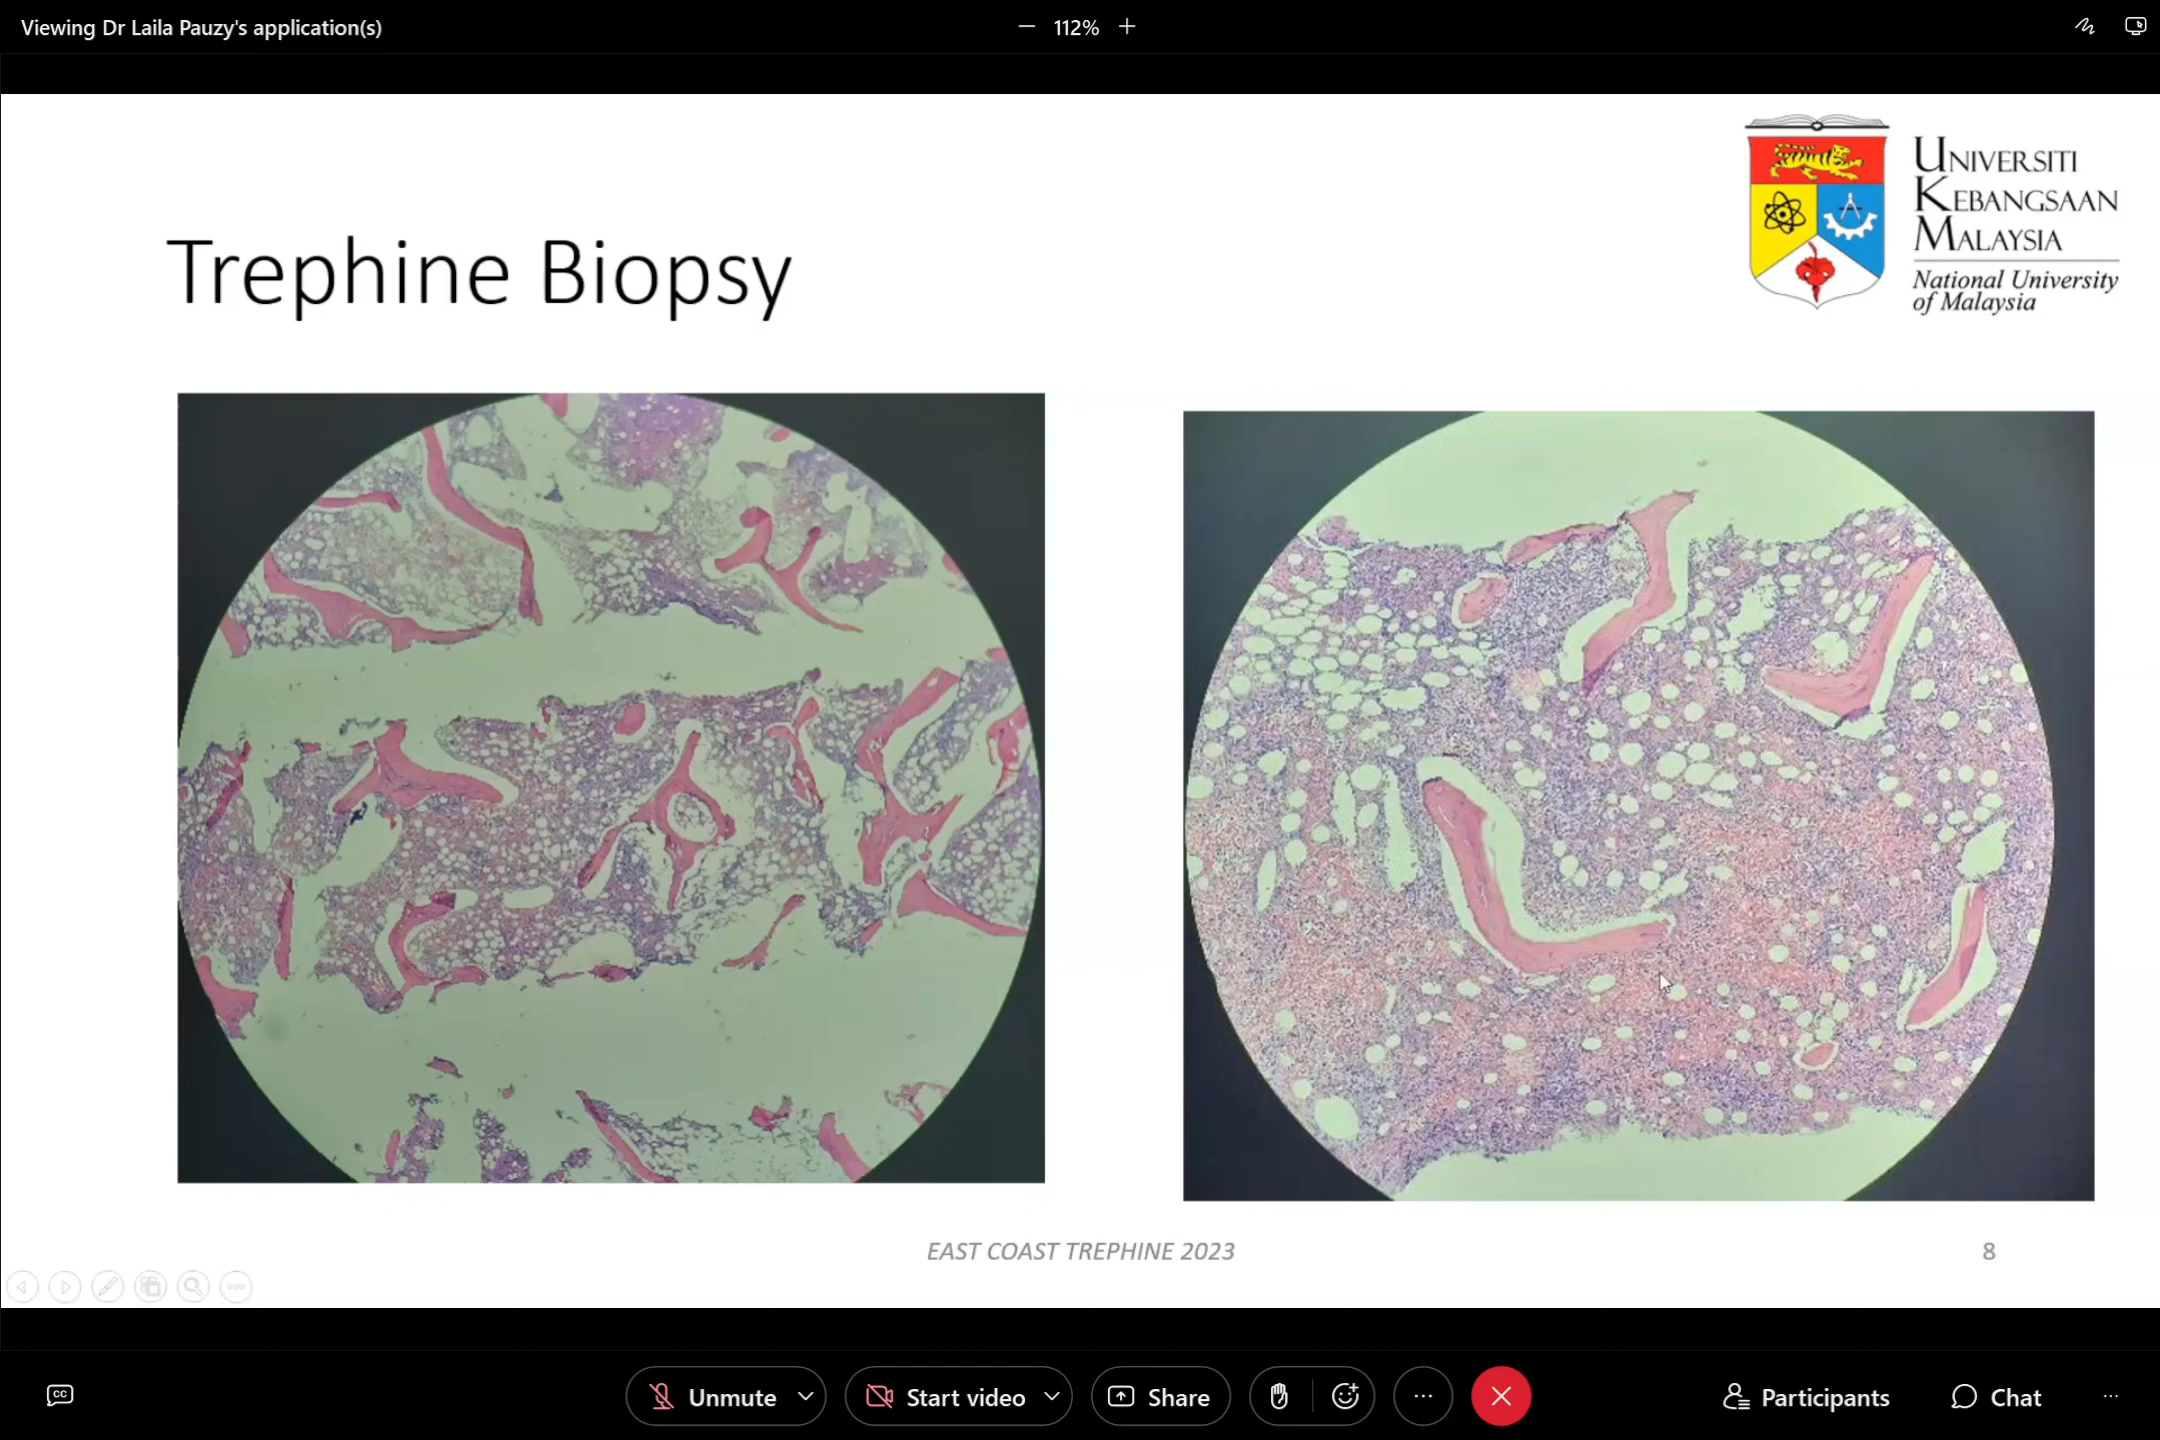 Viewing Dr Laila Pauzy's application(s)
112%
UNIVERSITI
KEBANGSAAN
MALAYSIA
National University
of Malaysia
Trephine Biopsy
EAST COAST TREPHINE 2023
8
CC
Unmute
Start video
Share
Participants
Chat